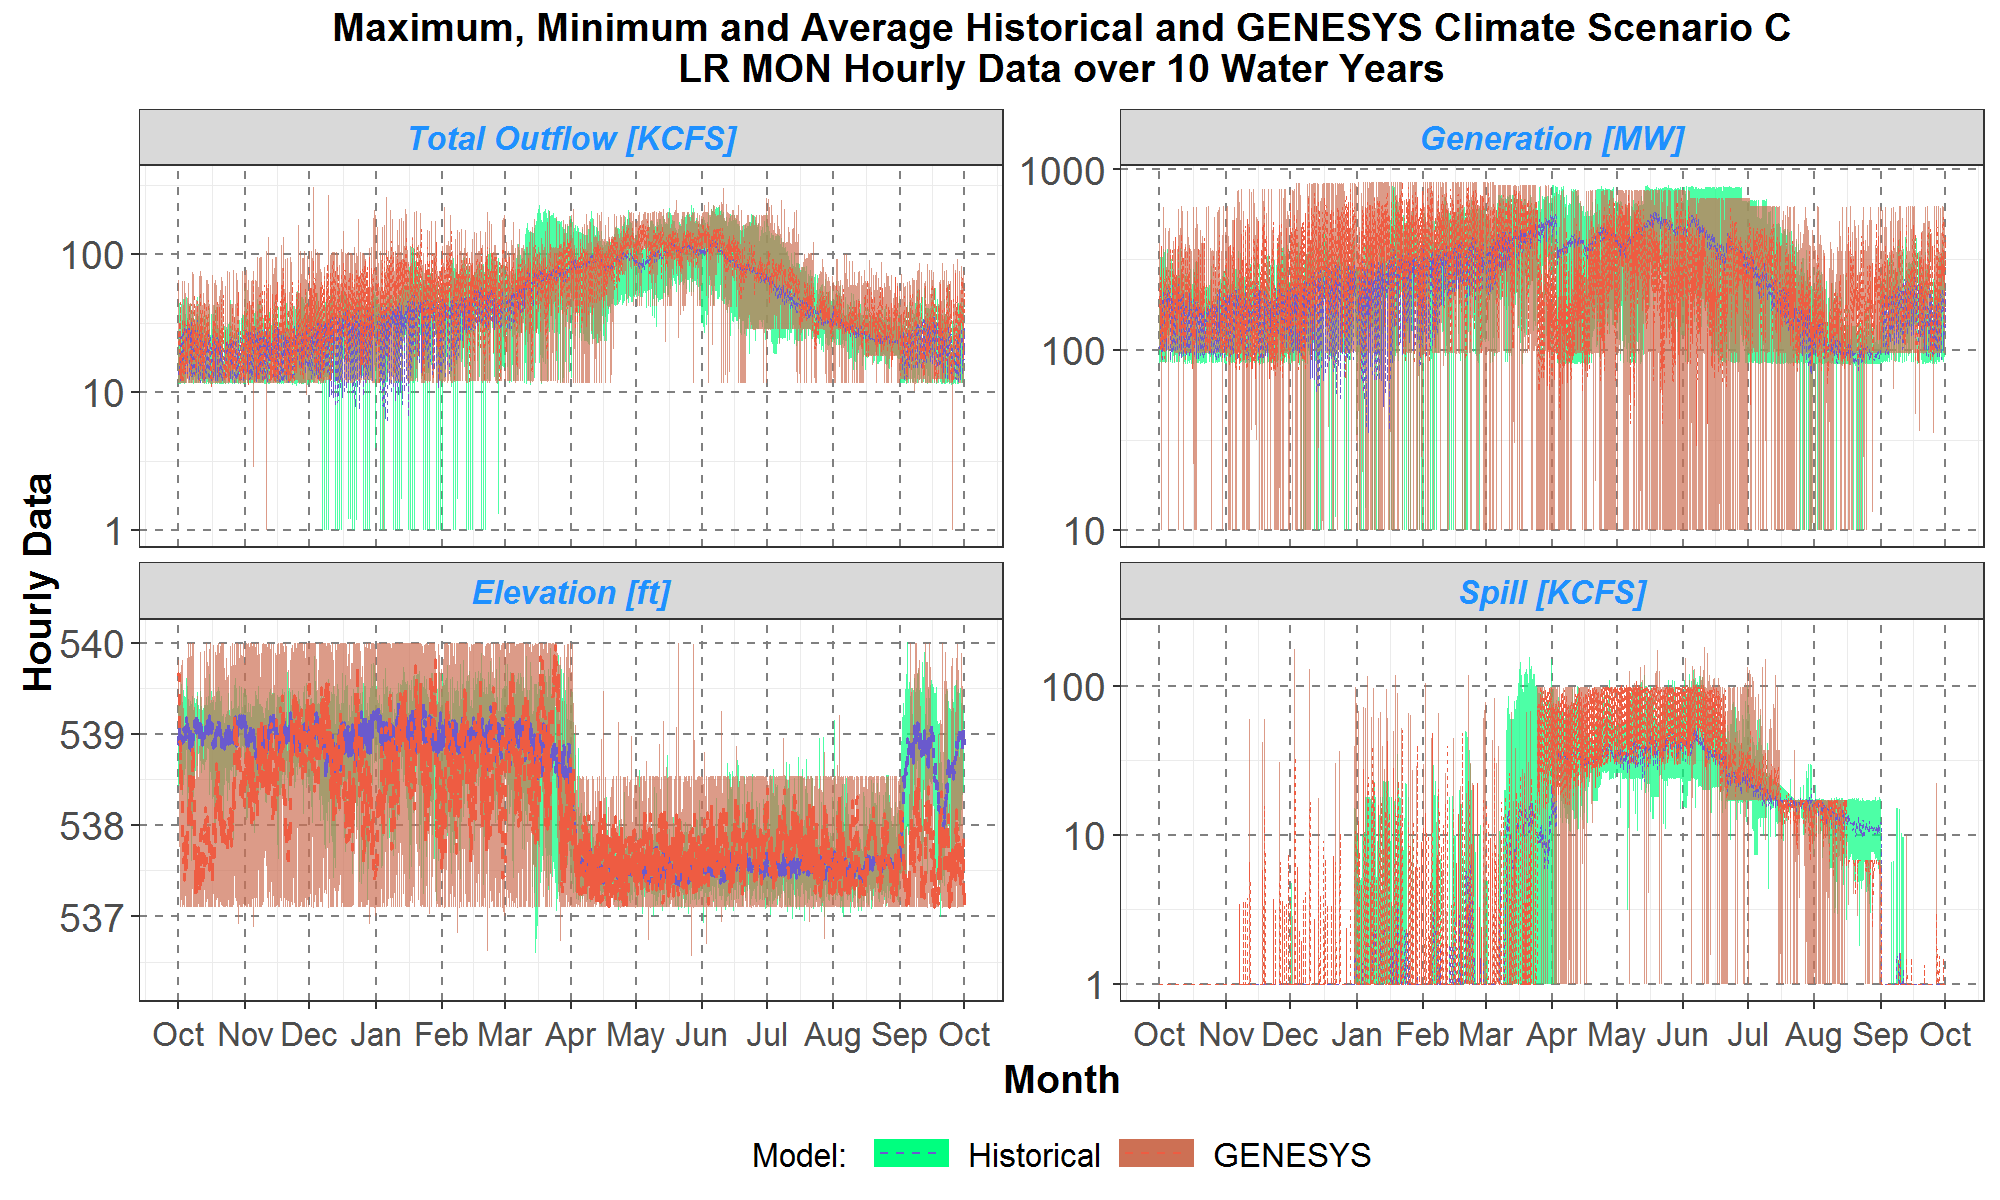 Maximum, Minimum and Average Historical and GENESYS Climate Scenario C
LR MON Hourly Data over 10 Water Years
Total Outflow [KCFS]
Generation [MW]
100
10
1
1000
100
10
Hourly Data
Elevation [ft]
Spill [KCFS]
540
539
538
537
100
10
1
Oct Nov Dec Jan Feb Mar Apr May Jun Jul Aug Sep Oct
Oct Nov Dec Jan Feb Mar Apr May Jun Jul Aug Sep Oct
Month
Model: Historical GENESYS